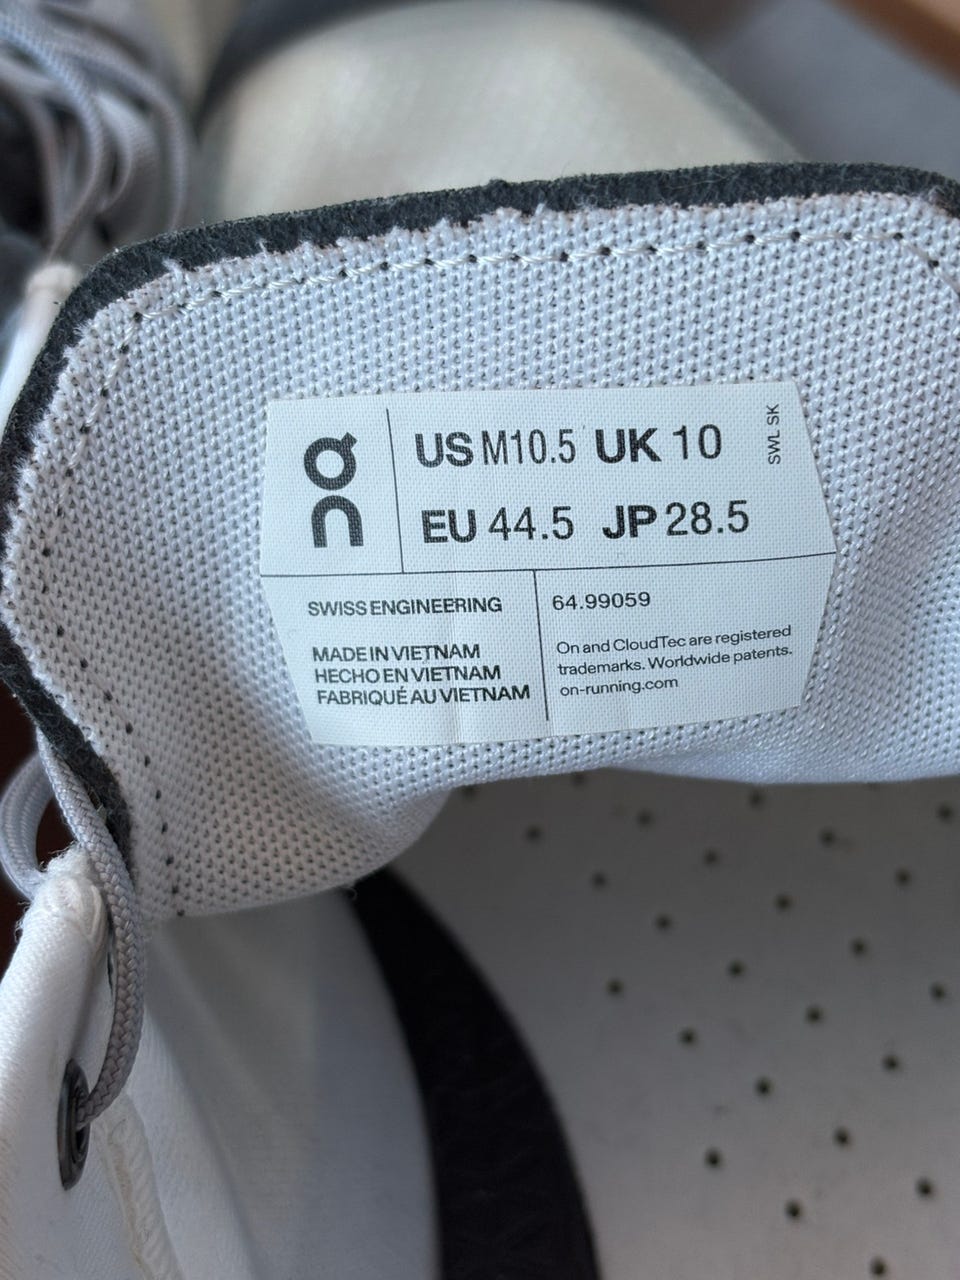 On
US M10.5 UK 10
EU 44.5 JP 28.5
SWL SK
SWISS ENGINEERING
MADE IN VIETNAM
HECHO EN VIETNAM
FABRIQUÉ AU VIETNAM
64.99059
On and CloudTec are registered
trademarks. Worldwide patents.
on-running.com